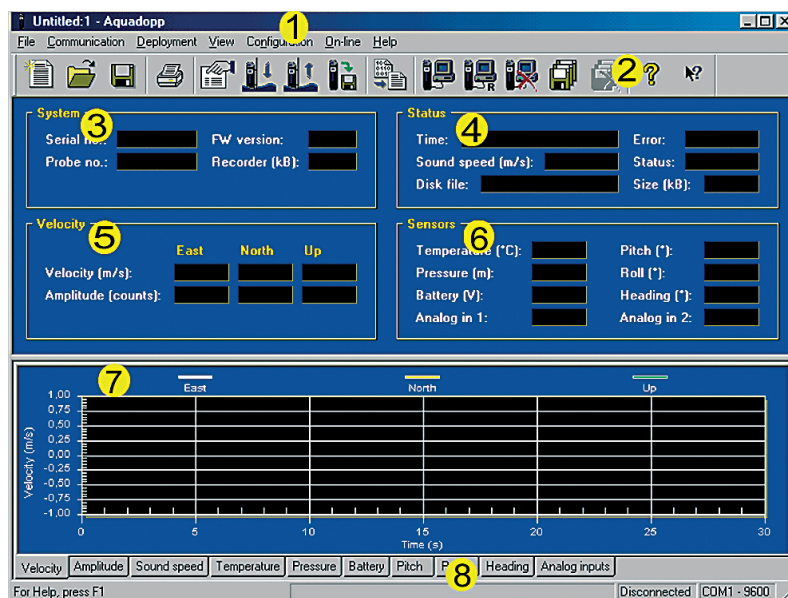 Untitled:1 - Aquadopp
1
File Communication Deployment View Configuration On-line Help
2
System
3
Serial no.: FW version:
Probe no.: Recorder (kB):
Status
4
Time: Error:
Sound speed (m/s): Status:
Disk file: Size (kB):
Velocity
5
East North Up
Velocity (m/s):
Amplitude (counts):
Sensors
6
Temperature (°C): Pitch (°):
Pressure (m): Roll (°):
Battery (V): Heading (°):
Analog in 1: Analog in 2:
7
East North Up
1,00
0,75
0,50
0,25
0,00
-0,25
-0,50
-0,75
-1,00
Velocity (m/s)
0 5 10 15 20 25 30
Time (s)
Velocity Amplitude Sound speed Temperature Pressure Battery Pitch Heading Analog inputs
8
For Help, press F1 Disconnected COM1 - 9600